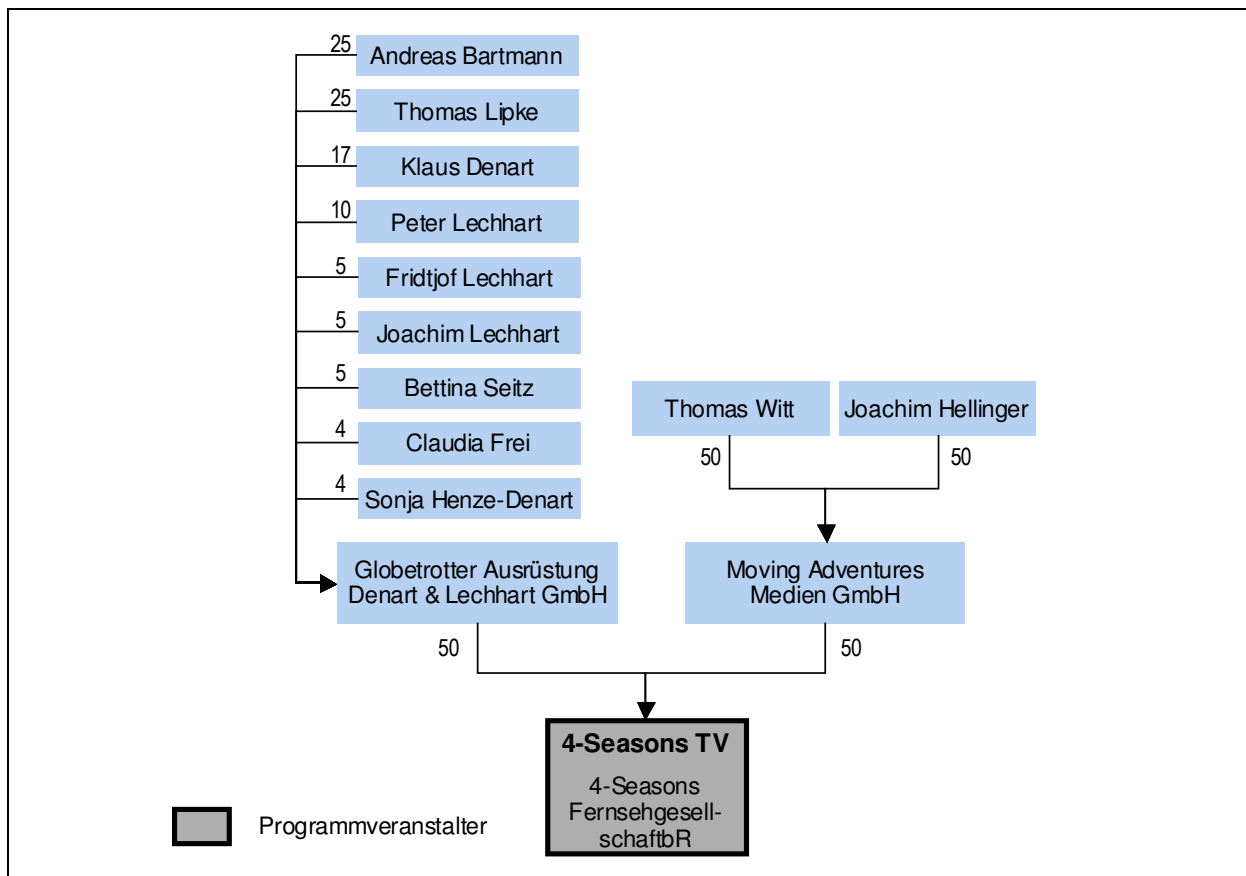 25
Andreas Bartmann
25
Thomas Lipke
17
Klaus Denart
10
Peter Lechhart
5
Fridtjof Lechhart
5
Joachim Lechhart
5
Bettina Seitz
4
Claudia Frei
4
Sonja Henze-Denart
Thomas Witt
Joachim Hellinger
50
50
Globetrotter Ausrüstung
Denart & Lechhart GmbH
Moving Adventures
Medien GmbH
50
50
4-Seasons TV
4-Seasons
Fernsehgesell-
schaftbR
Programmveranstalter